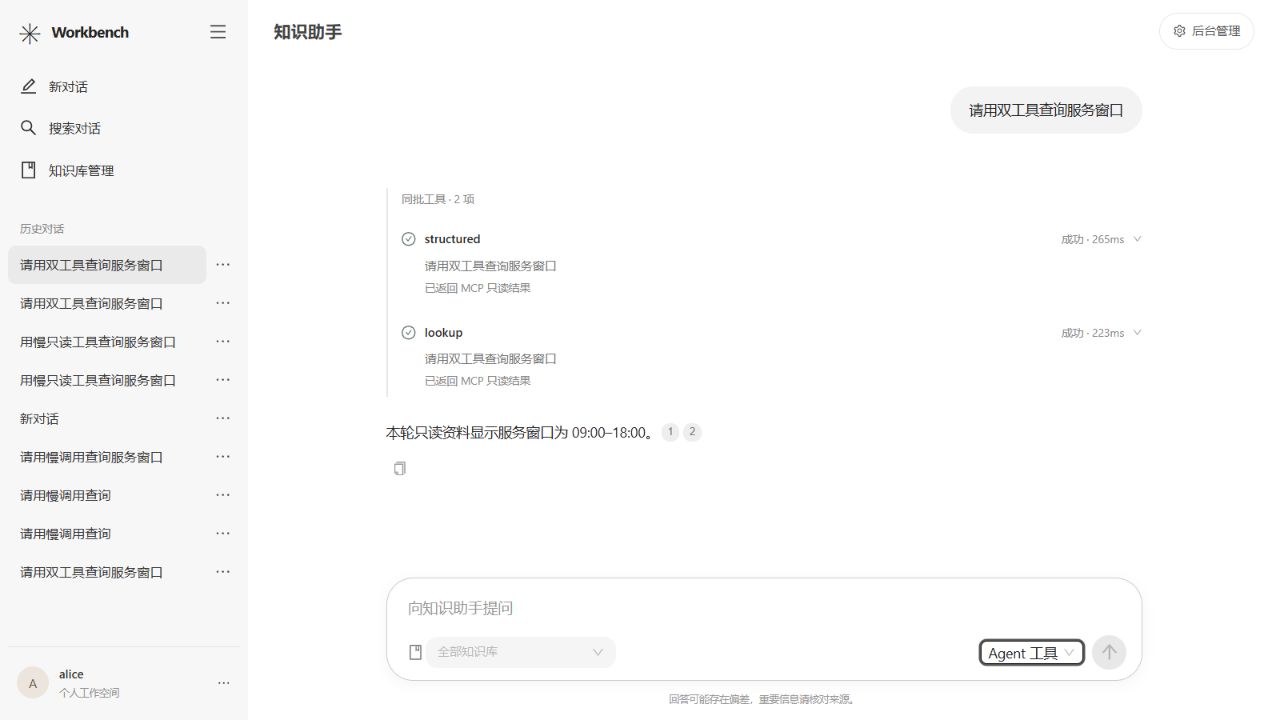 Workbench
新对话
搜索对话
知识库管理
历史对话
请用双工具查询服务窗口
请用双工具查询服务窗口
用慢只读工具查询服务窗口
用慢只读工具查询服务窗口
新对话
请用慢调用查询服务窗口
请用慢调用查询
请用慢调用查询
请用双工具查询服务窗口
A
alice
个人工作空间
知识助手
后台管理
请用双工具查询服务窗口
同批工具 · 2 项
structured
成功 · 265ms
请用双工具查询服务窗口
已返回 MCP 只读结果
lookup
成功 · 223ms
请用双工具查询服务窗口
已返回 MCP 只读结果
本轮只读资料显示服务窗口为 09:00–18:00。 1 2
向知识助手提问
全部知识库
Agent 工具
回答可能存在偏差，重要信息请核对来源。